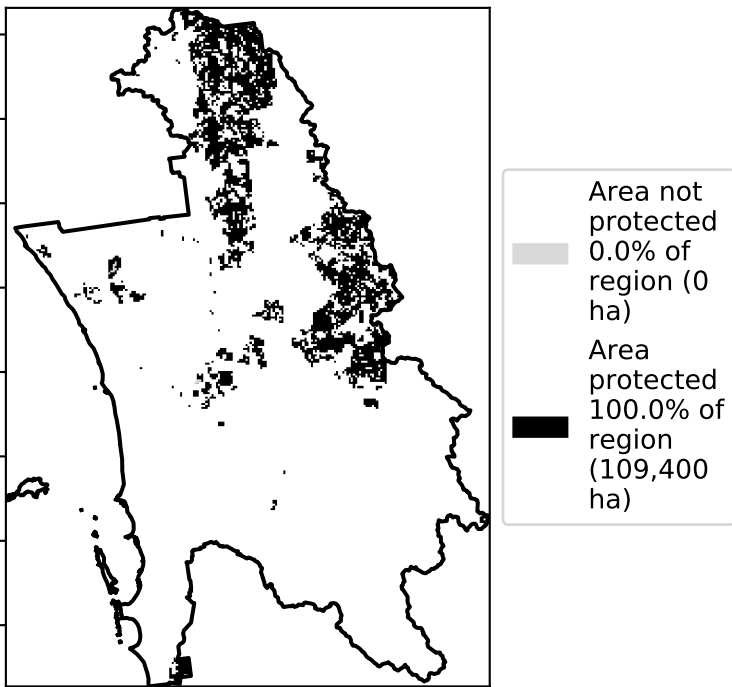 Area not
protected
0.0% of
region (0
ha)
Area
protected
100.0% of
region
(109,400
ha)